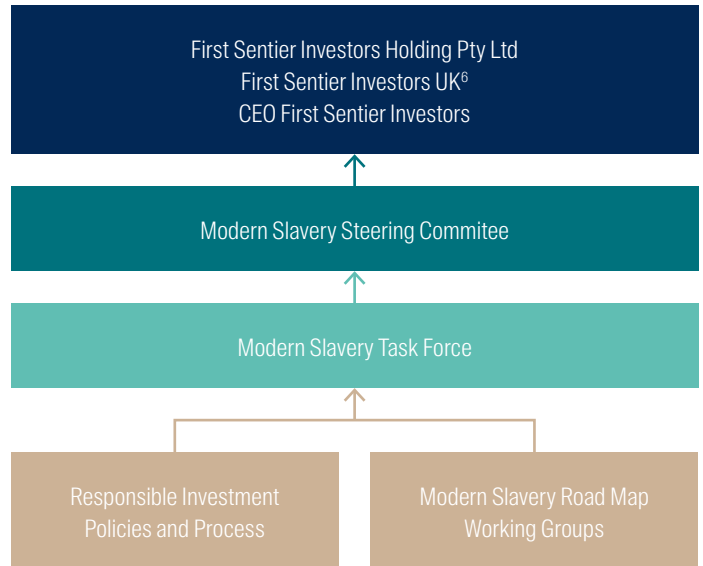 First Sentier Investors Holding Pty Ltd
First Sentier Investors UK⁶
CEO First Sentier Investors
Modern Slavery Steering Commitee
Modern Slavery Task Force
Responsible Investment
Policies and Process
Modern Slavery Road Map
Working Groups